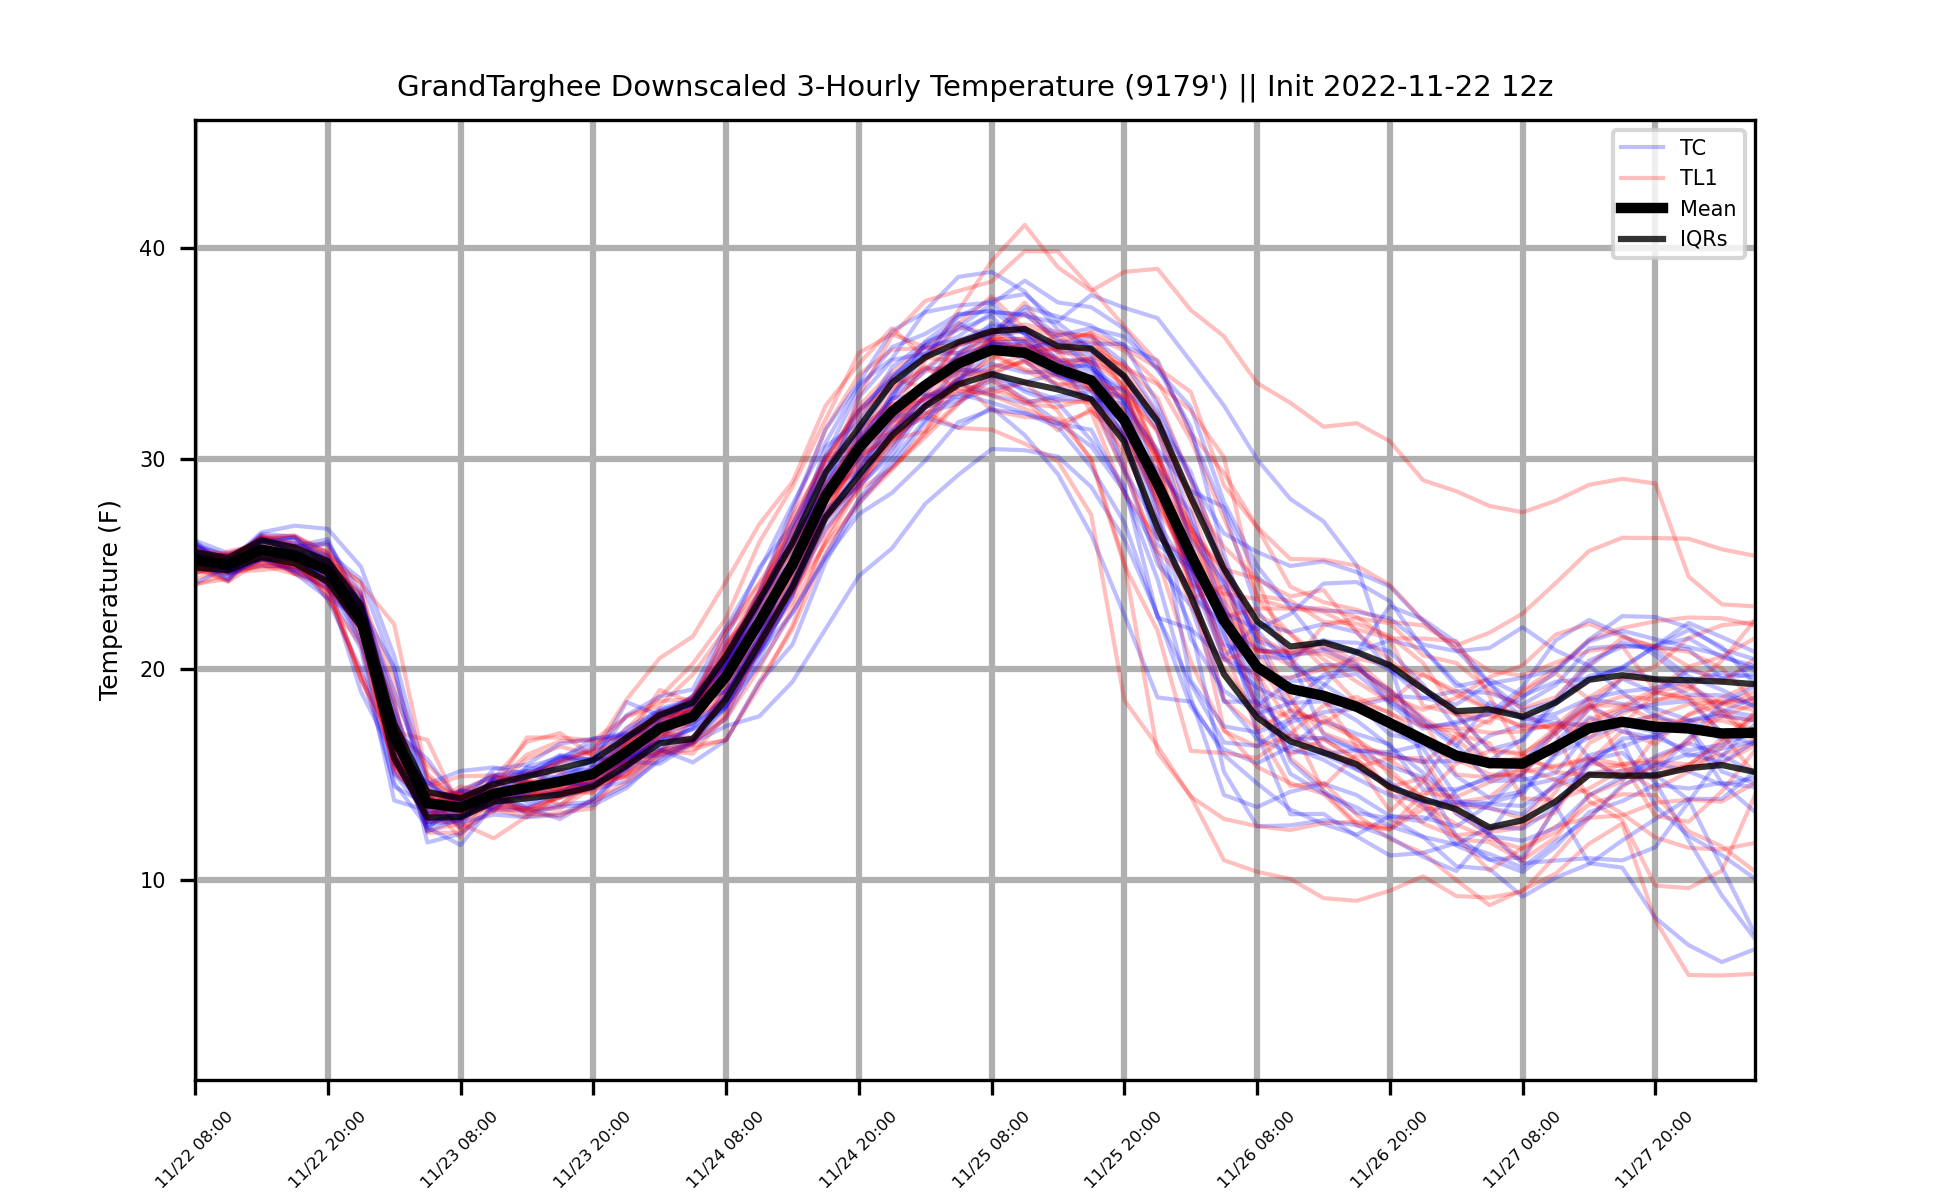 GrandTarghee Downscaled 3-Hourly Temperature (9179') || Init 2022-11-22 12z
TC
TL1
Mean
IQRs
Temperature (F)
40
30
20
10
11/22 08:00
11/22 20:00
11/23 08:00
11/23 20:00
11/24 08:00
11/24 20:00
11/25 08:00
11/25 20:00
11/26 08:00
11/26 20:00
11/27 08:00
11/27 20:00